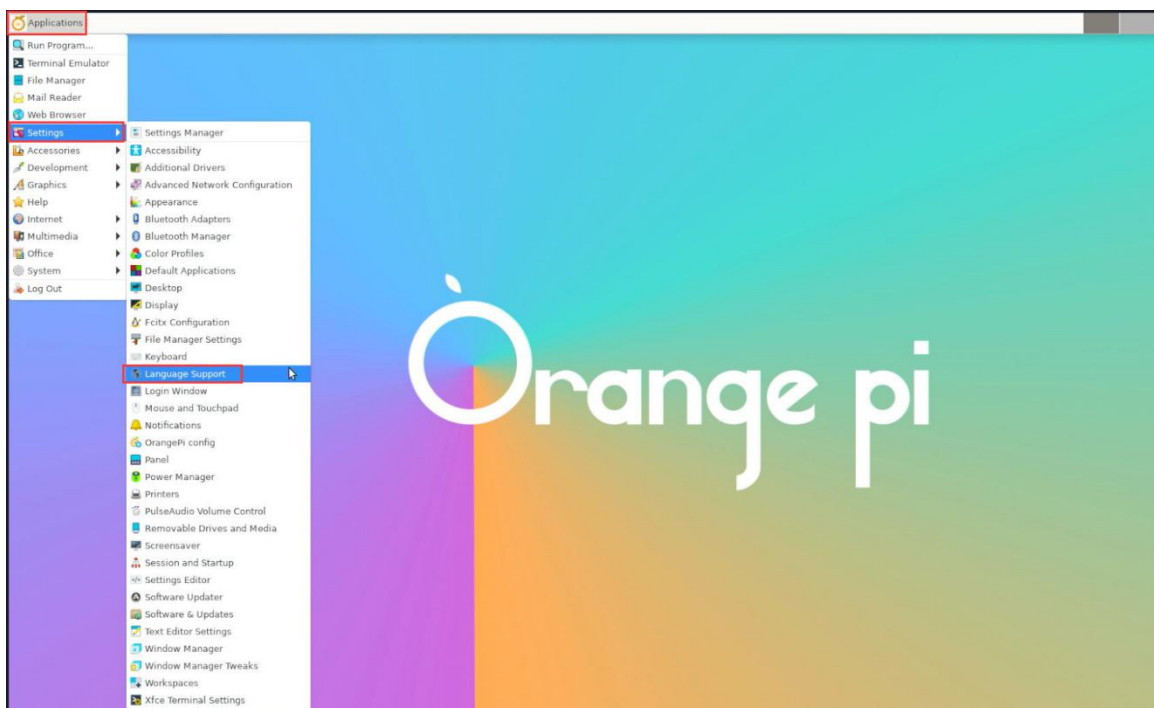 Applications
Run Program...
Terminal Emulator
File Manager
Mail Reader
Web Browser
Settings
Accessories
Development
Graphics
Help
Internet
Multimedia
Office
System
Log Out
Settings Manager
Accessibility
Additional Drivers
Advanced Network Configuration
Appearance
Bluetooth Adapters
Bluetooth Manager
Color Profiles
Default Applications
Desktop
Display
Fcitx Configuration
File Manager Settings
Keyboard
Language Support
Login Window
Mouse and Touchpad
Notifications
OrangePi config
Panel
Power Manager
Printers
PulseAudio Volume Control
Removable Drives and Media
Screensaver
Session and Startup
Settings Editor
Software Updater
Software & Updates
Text Editor Settings
Window Manager
Window Manager Tweaks
Workspaces
Xfce Terminal Settings
Orange pi